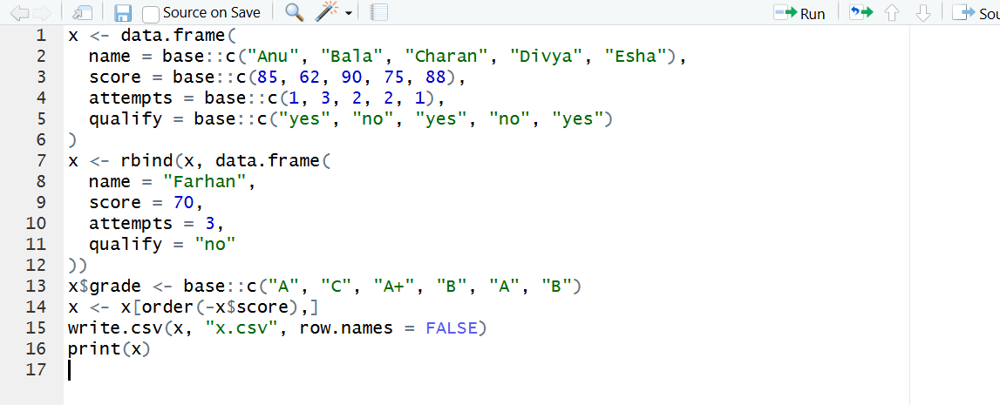 Source on Save Run Sou
1 x <- data.frame(
2   name = base::c("Anu", "Bala", "Charan", "Divya", "Esha"),
3   score = base::c(85, 62, 90, 75, 88),
4   attempts = base::c(1, 3, 2, 2, 1),
5   qualify = base::c("yes", "no", "yes", "no", "yes")
6 )
7 x <- rbind(x, data.frame(
8   name = "Farhan",
9   score = 70,
10   attempts = 3,
11   qualify = "no"
12 ))
13 x$grade <- base::c("A", "C", "A+", "B", "A", "B")
14 x <- x[order(-x$score),]
15 write.csv(x, "x.csv", row.names = FALSE)
16 print(x)
17